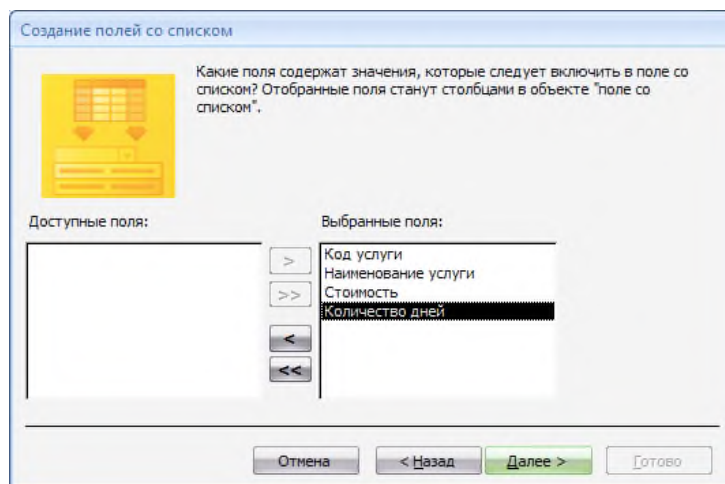 Создание полей со списком
Какие поля содержат значения, которые следует включить в поле со
списком? Отобранные поля станут столбцами в объекте "поле со
списком".
Доступные поля:
Выбранные поля:
>
>>
<
<<
Код услуги
Наименование услуги
Стоимость
Количество дней
Отмена
< Назад
Далее >
Готово